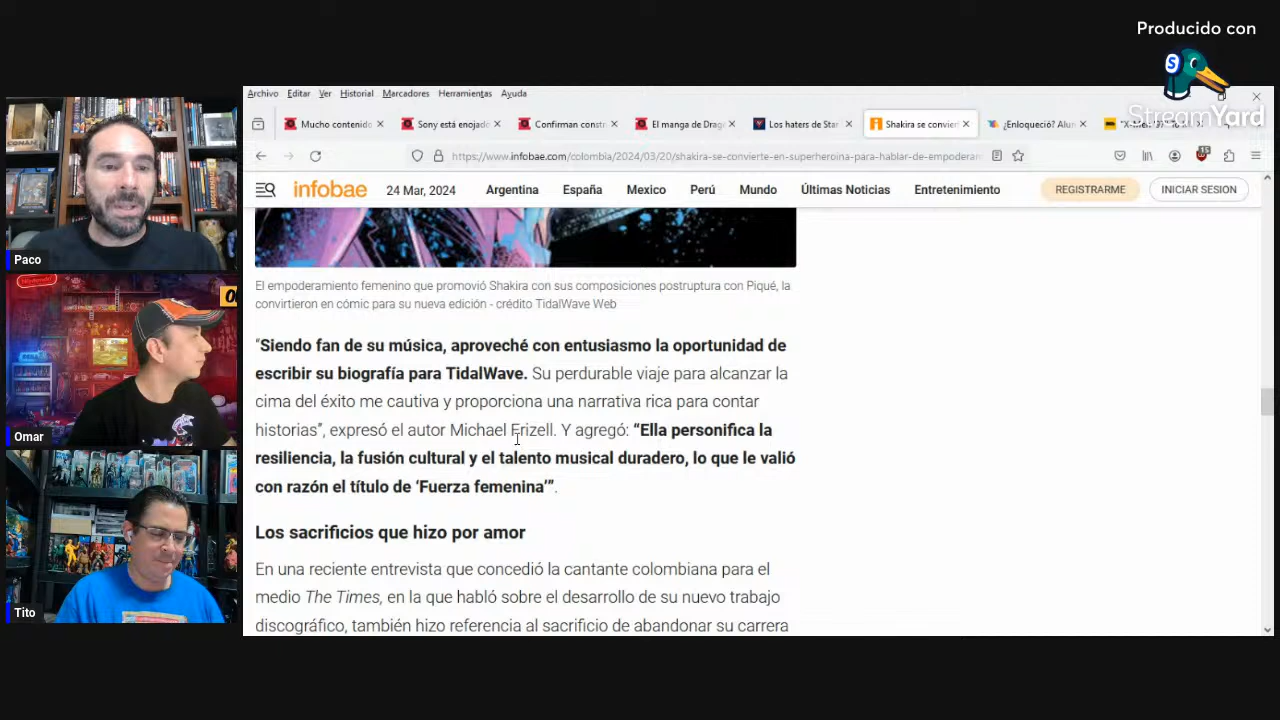 Producido con
StreamYard
Archivo Editar Ver Historial Marcadores Herramientas Ayuda
Mucho contenido Sony está enojado Confirman constr El manga de Drag Los haters de Star Shakira se convier ¿Enloqueció? Alun
https://www.infobae.com/colombia/2024/03/20/shakira-se-convierte-en-superheroina-para-hablar-de-empoderan
15
infobae 24 Mar, 2024 Argentina España Mexico Perú Mundo Últimas Noticias Entretenimiento REGISTRARME INICIAR SESION
El empoderamiento femenino que promovió Shakira con sus composiciones postruptura con Piqué, la
convirtieron en cómic para su nueva edición - crédito TidalWave Web
“Siendo fan de su música, aproveché con entusiasmo la oportunidad de
escribir su biografía para TidalWave. Su perdurable viaje para alcanzar la
cima del éxito me cautiva y proporciona una narrativa rica para contar
historias”, expresó el autor Michael Frizell. Y agregó: “Ella personifica la
resiliencia, la fusión cultural y el talento musical duradero, lo que le valió
con razón el título de ‘Fuerza femenina’”.
Los sacrificios que hizo por amor
En una reciente entrevista que concedió la cantante colombiana para el
medio The Times, en la que habló sobre el desarrollo de su nuevo trabajo
discográfico, también hizo referencia al sacrificio de abandonar su carrera
Paco
Omar
Tito